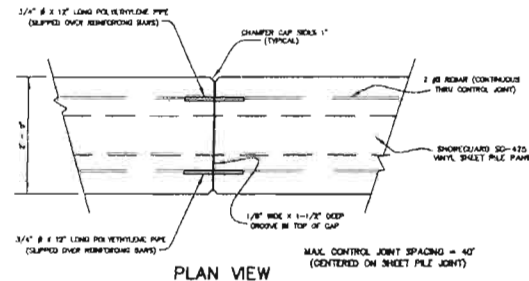 3/4" Ø X 12" LONG POLYETHYLENE PIPE
(SLIPPED OVER REINFORCING BARS)
CHAMFER CAP SIDES 1"
(TYPICAL)
2 #6 REBAR (CONTINUOUS
THRU CONTROL JOINT)
SHOREGUARD SG-425
VINYL SHEET PILE PANEL
1/8" WIDE X 1-1/2" DEEP
GROOVE IN TOP OF CAP
3/4" Ø X 12" LONG POLYETHYLENE PIPE
(SLIPPED OVER REINFORCING BARS)
MAX. CONTROL JOINT SPACING = 40'
(CENTERED ON SHEET PILE JOINT)
PLAN VIEW